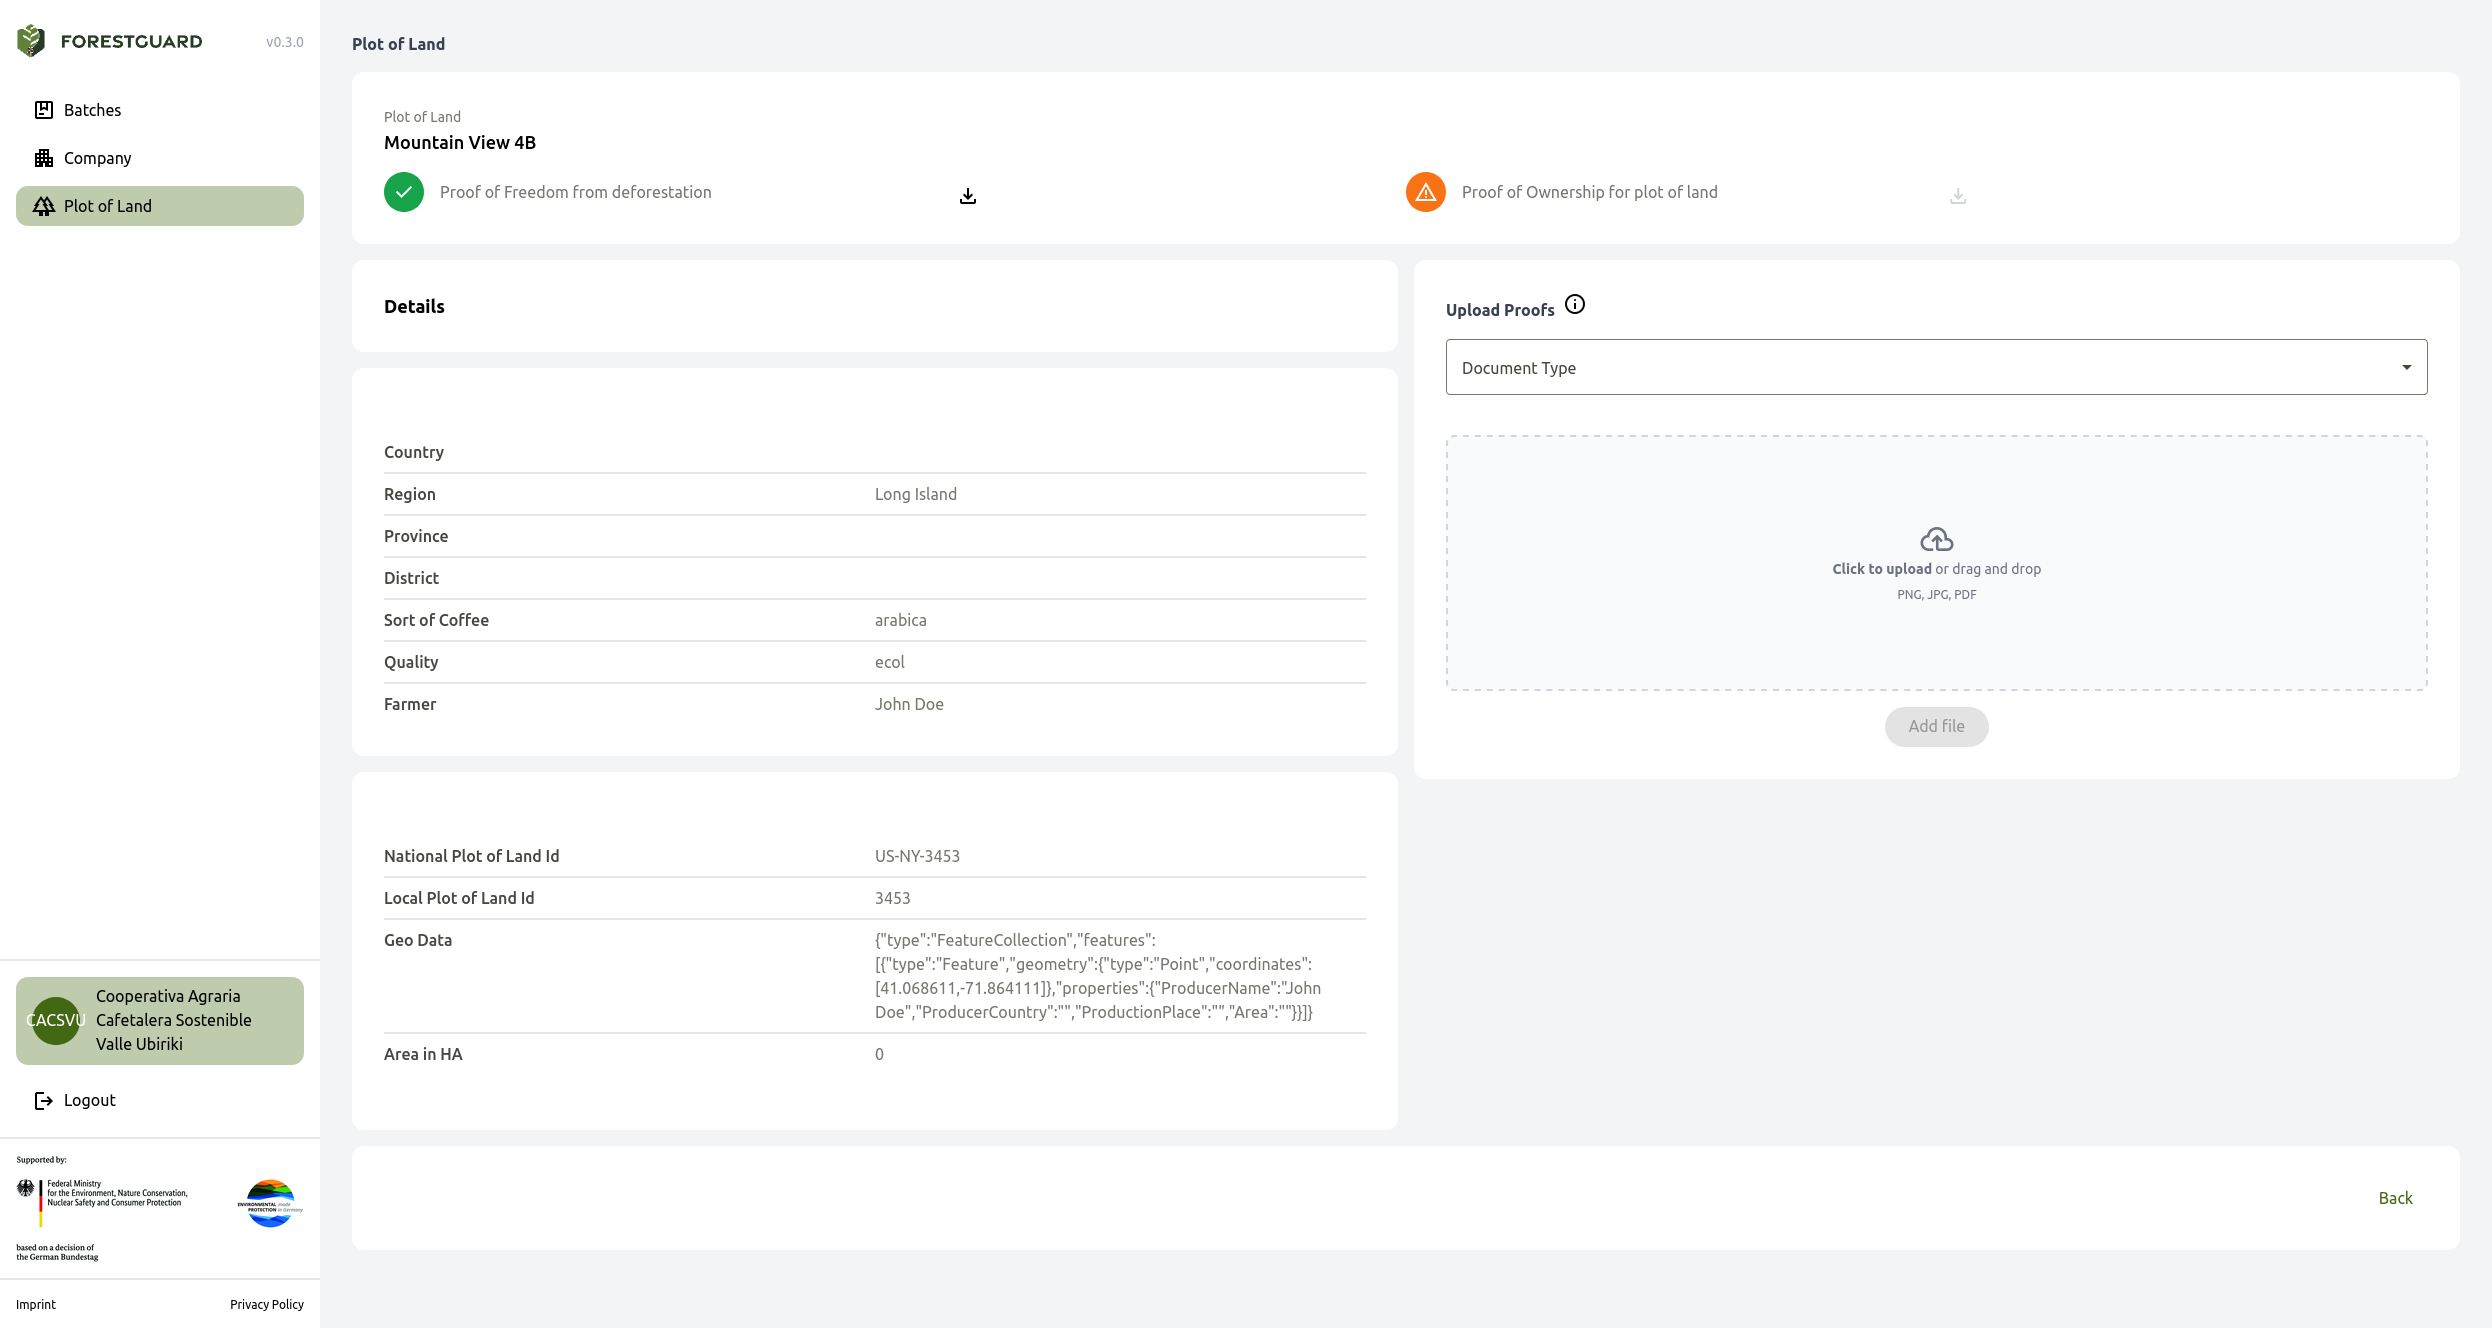 FORESTGUARD
v0.3.0
Batches
Company
Plot of Land
Plot of Land
Plot of Land
Mountain View 4B
Proof of Freedom from deforestation
Proof of Ownership for plot of land
Details
Country
Region Long Island
Province
District
Sort of Coffee arabica
Quality ecol
Farmer John Doe
Upload Proofs
Document Type
Click to upload or drag and drop
PNG, JPG, PDF
Add file
National Plot of Land Id US-NY-3453
Local Plot of Land Id 3453
Geo Data {"type":"FeatureCollection","features":
[{"type":"Feature","geometry":{"type":"Point","coordinates":
[41.068611,-71.864111]},"properties":{"ProducerName":"John
Doe","ProducerCountry":"","ProductionPlace":"","Area":""}}]}
Area in HA 0
Back
CACSVU
Cooperativa Agraria
Cafetalera Sostenible
Valle Ubiriki
Logout
Supported by:
Federal Ministry
for the Environment, Nature Conservation,
Nuclear Safety and Consumer Protection
ENVIRONMENTAL made
PROTECTION in Germany
based on a decision of
the German Bundestag
Imprint
Privacy Policy